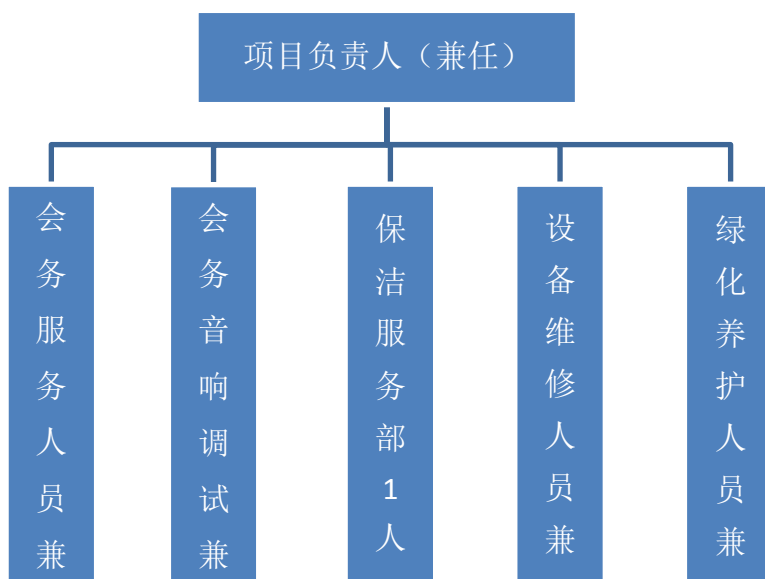 项目负责人（兼任）
会务服务人员兼
会务音响调试兼
保洁服务部1人
设备维修人员兼
绿化养护人员兼